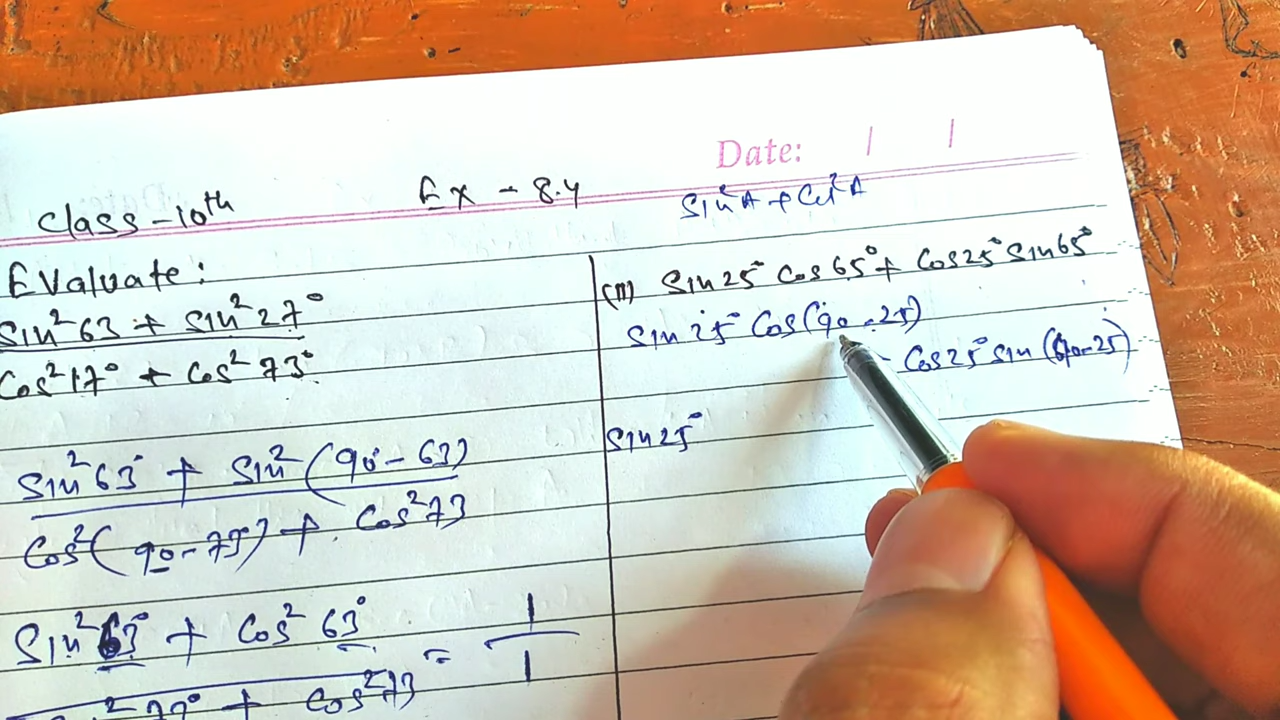 Date: / /
Class-10th Ex - 8.4
Sin²A + Cos²A
Evaluate:
Sin²63 + Sin²27°
Cos²17° + Cos²73°
Sin²63° + Sin²(90-63)
Cos²(90-73) + Cos²73
Sin²63° + Cos²63° = 1
Cos²73 1
(ii) Sin25° Cos65° + Cos25° Sin65°
Sin25° Cos(90-25)
Cos25° Sin(90-25)
Sin25°